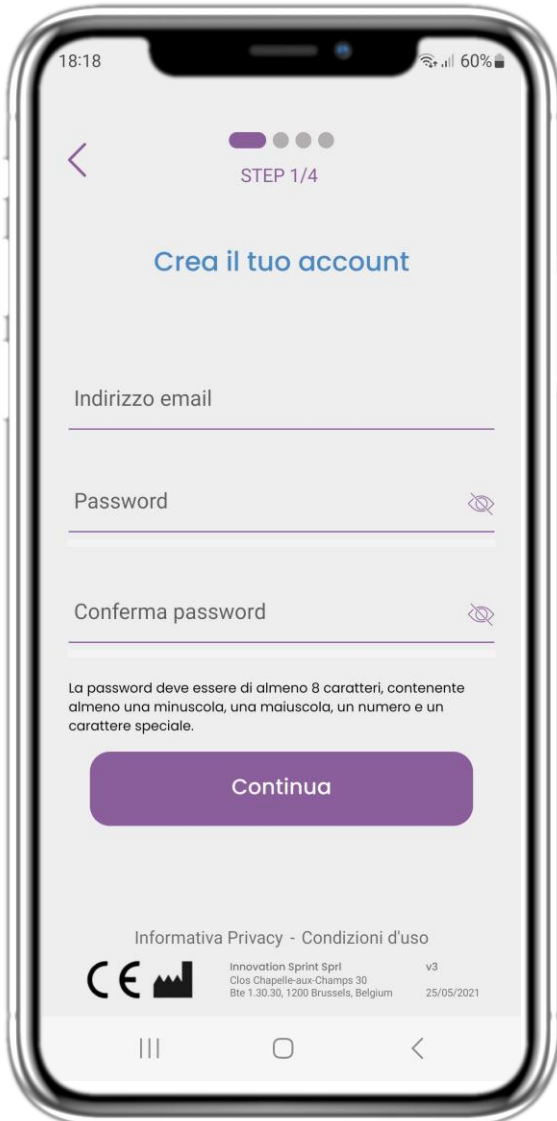 18:18
60%
STEP 1/4
Crea il tuo account
Indirizzo email
Password
Conferma password
La password deve essere di almeno 8 caratteri, contenente
almeno una minuscola, una maiuscola, un numero e un
carattere speciale.
Continua
Informativa Privacy - Condizioni d'uso
CE
Innovation Sprint Sprl
Clos Chapelle-aux-Champs 30
Bte 1.30.30, 1200 Brussels, Belgium
v3
25/05/2021